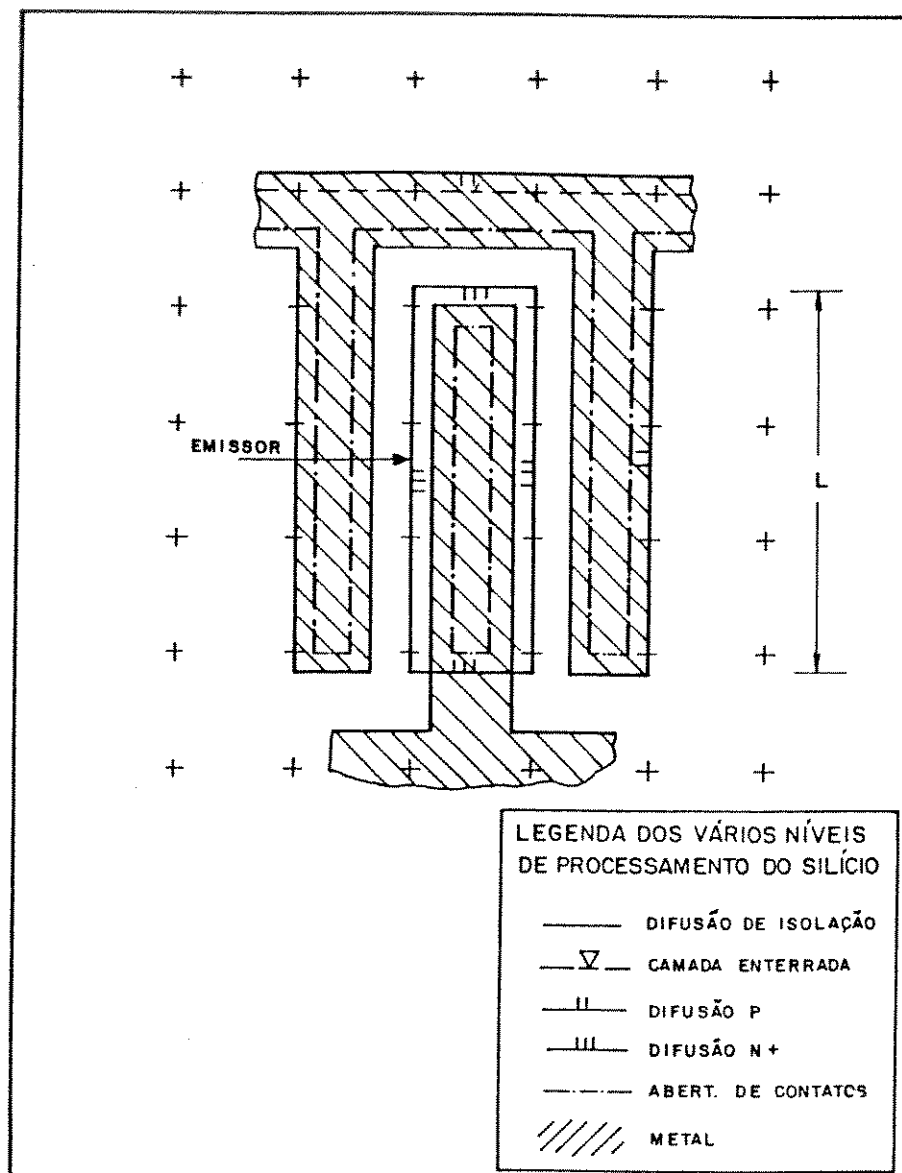 EMISSOR
L
LEGENDA DOS VÁRIOS NÍVEIS
DE PROCESSAMENTO DO SILÍCIO
DIFUSÃO DE ISOLAÇÃO
CAMADA ENTERRADA
DIFUSÃO P
DIFUSÃO N+
ABERT. DE CONTATOS
METAL